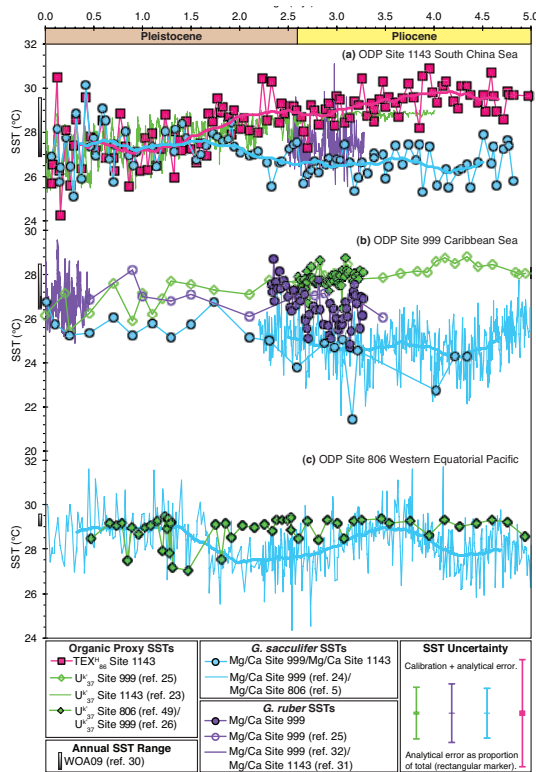 0.0 0.5 1.0 1.5 2.0 2.5 3.0 3.5 4.0 4.5 5.0
Pleistocene Pliocene
32
30
28
26
24
SST (°C)
(a) ODP Site 1143 South China Sea
30
28
26
24
22
20
SST (°C)
(b) ODP Site 999 Caribbean Sea
32
30
28
26
24
SST (°C)
(c) ODP Site 806 Western Equatorial Pacific
Organic Proxy SSTs
TEXᴴ₈₆ Site 1143
Uᵏ'₃₇ Site 999 (ref. 25)
Uᵏ'₃₇ Site 1143 (ref. 23)
Uᵏ'₃₇ Site 806 (ref. 49)/
Uᵏ'₃₇ Site 999 (ref. 26)
Annual SST Range
WOA09 (ref. 30)
G. sacculifer SSTs
Mg/Ca Site 999/Mg/Ca Site 1143
Mg/Ca Site 999 (ref. 24)/
Mg/Ca Site 806 (ref. 5)
G. ruber SSTs
Mg/Ca Site 999
Mg/Ca Site 999 (ref. 25)
Mg/Ca Site 999 (ref. 32)/
Mg/Ca Site 1143 (ref. 31)
SST Uncertainty
Calibration + analytical error.
Analytical error as proportion
of total (rectangular marker).